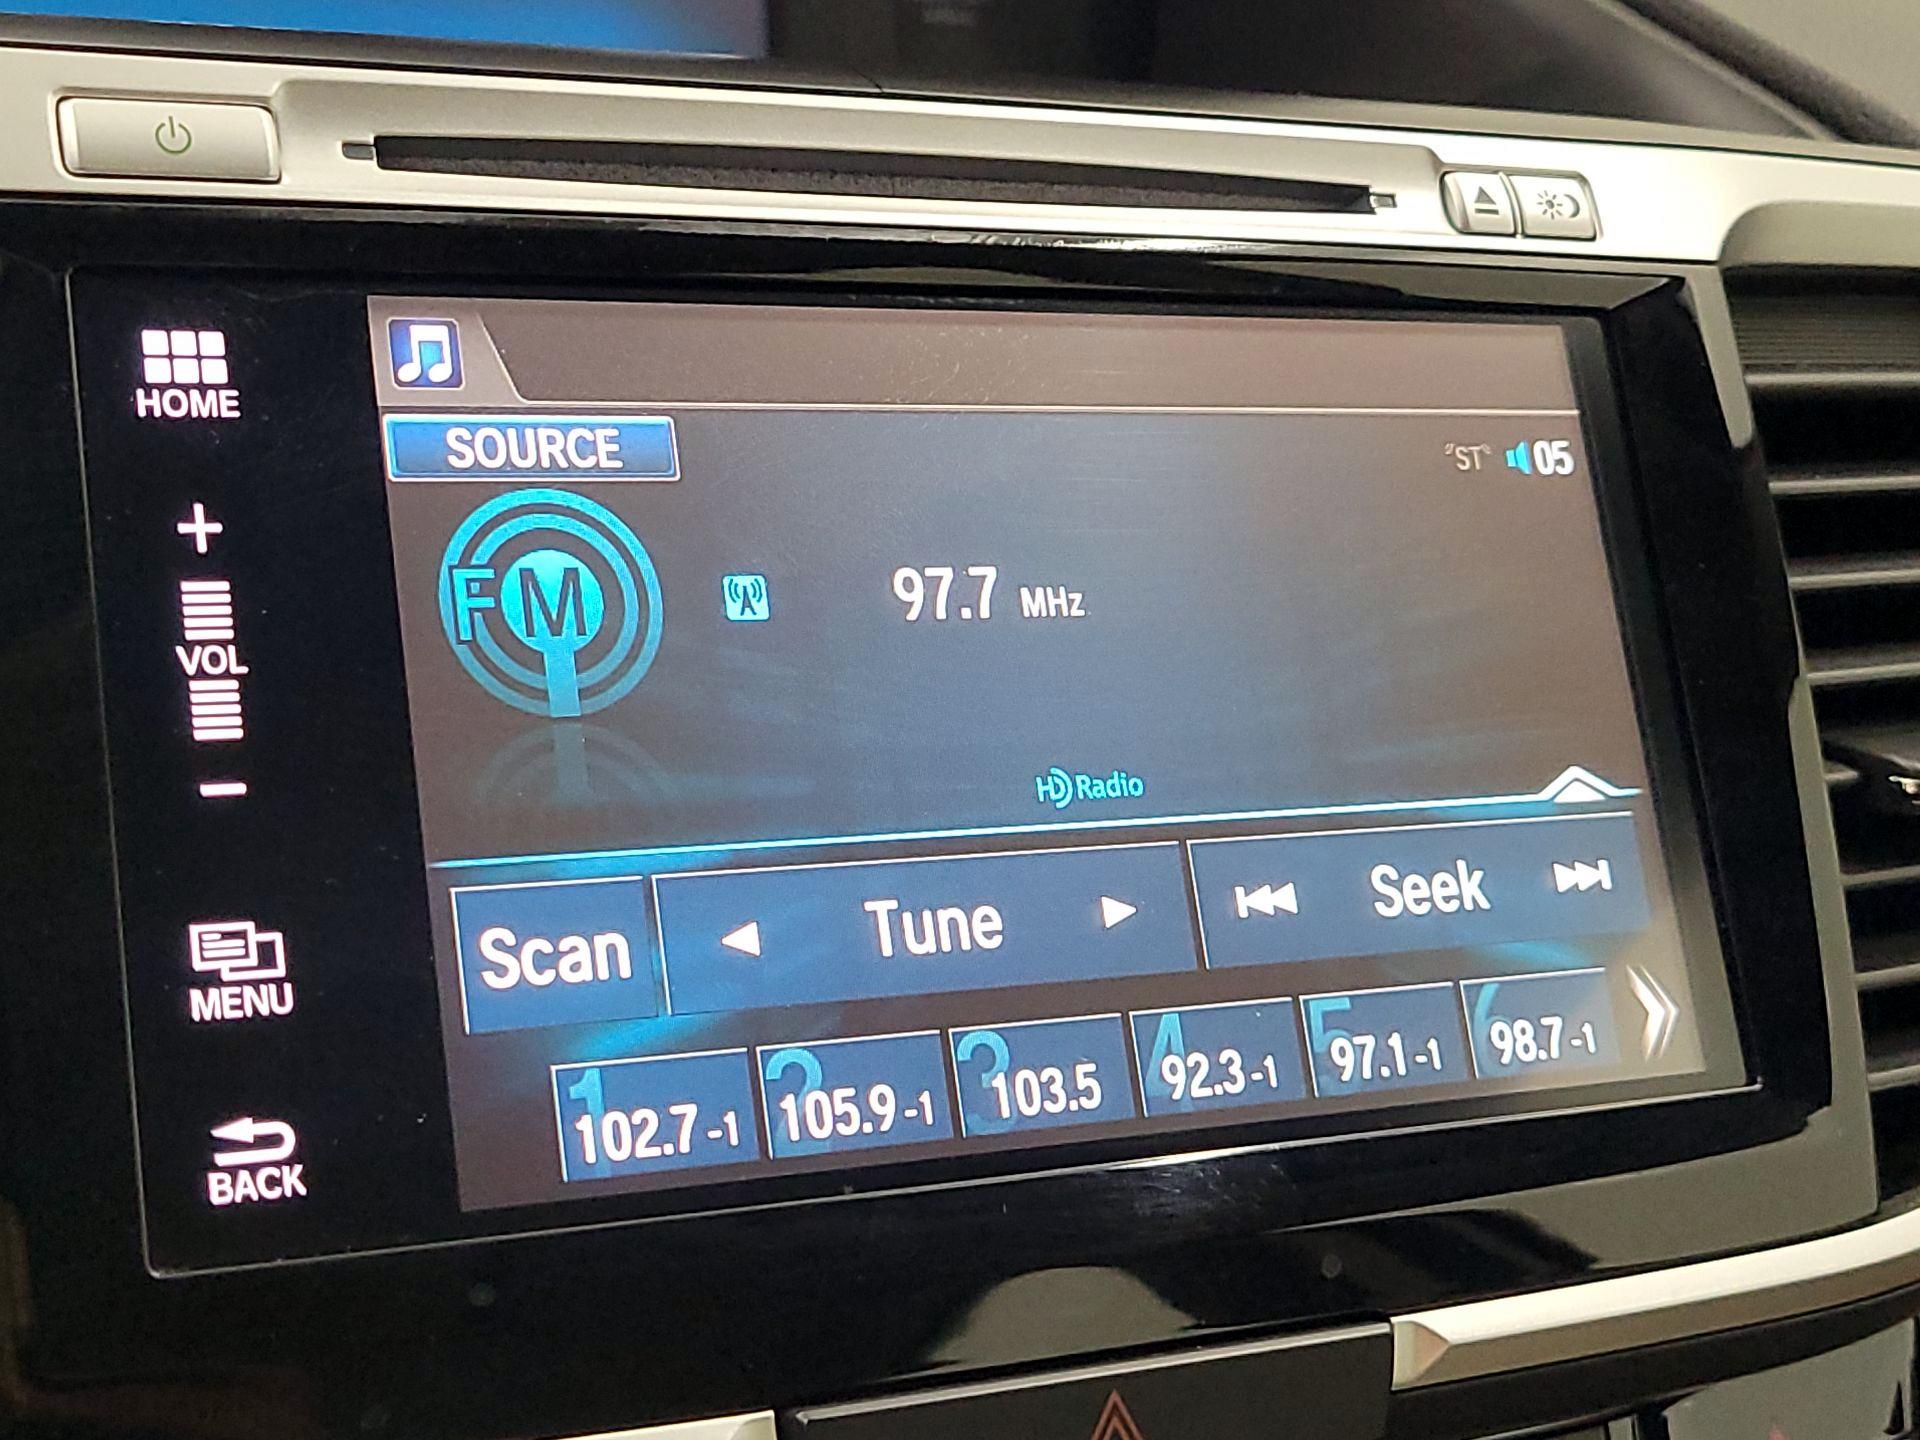 HOME
SOURCE
"ST" 05
+
FM
97.7 MHz
VOL
-
HD Radio
Scan
Tune
Seek
MENU
1 102.7-1
2 105.9-1
3 103.5
4 92.3-1
5 97.1-1
6 98.7-1
BACK